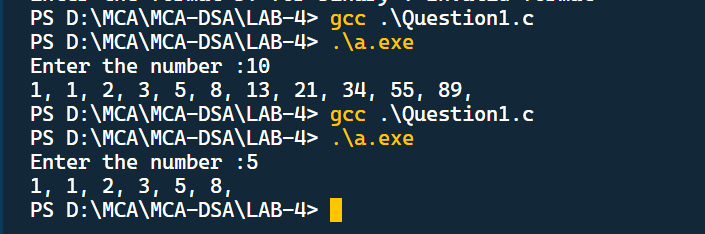 PS D:\MCA\MCA-DSA\LAB-4> gcc .\Question1.c
PS D:\MCA\MCA-DSA\LAB-4> .\a.exe
Enter the number :10
1, 1, 2, 3, 5, 8, 13, 21, 34, 55, 89,
PS D:\MCA\MCA-DSA\LAB-4> gcc .\Question1.c
PS D:\MCA\MCA-DSA\LAB-4> .\a.exe
Enter the number :5
1, 1, 2, 3, 5, 8,
PS D:\MCA\MCA-DSA\LAB-4>